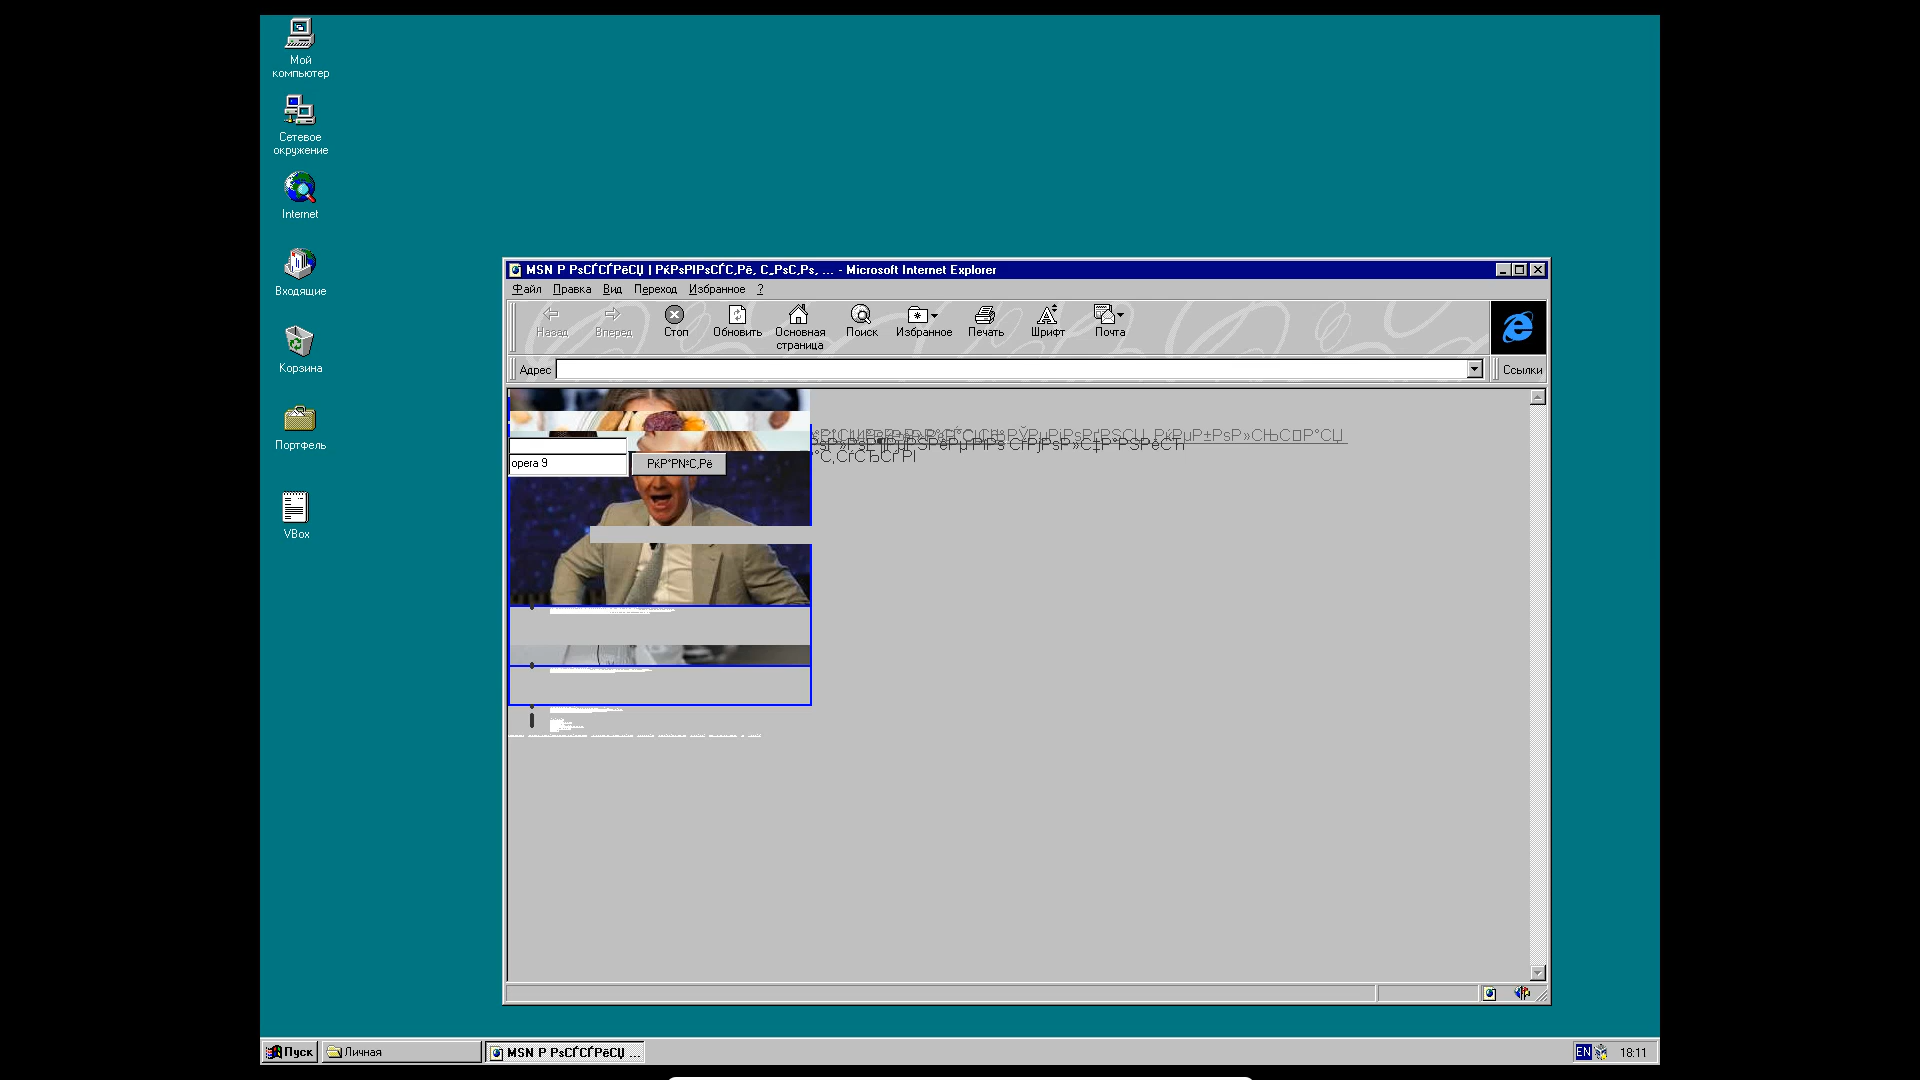 Мой
компьютер
Сетевое
окружение
Internet
Входящие
Корзина
Портфель
VBox
MSN Р РѕСЃСЃРёСЏ | РќРѕРІРѕСЃС‚Рё, С„РѕС‚Рѕ, ... - Microsoft Internet Explorer
Файл Правка Вид Переход Избранное ?
Назад Вперед Стоп Обновить Основная страница Поиск Избранное Печать Шрифт Почта
Адрес Ссылки
opera 9 РќР°Р№С‚Рё
Пуск Личная MSN Р РѕСЃСЃРёСЏ ... EN 18:11